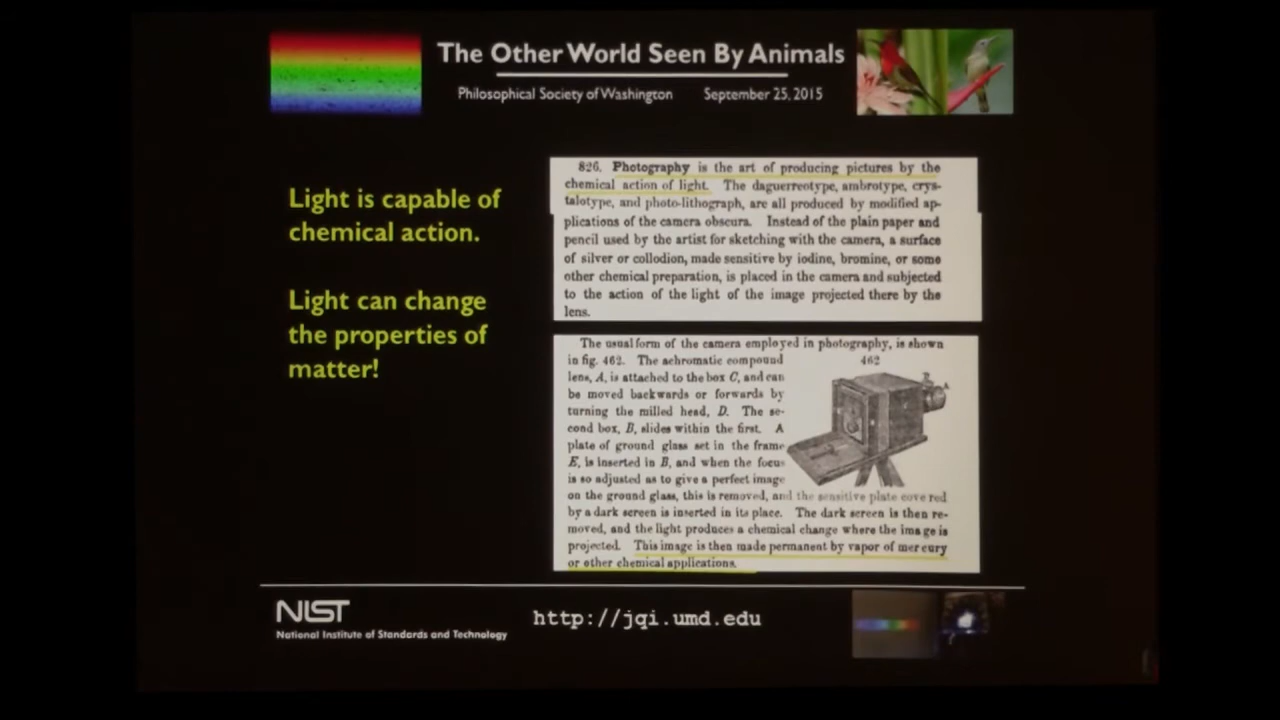 The Other World Seen By Animals
Philosophical Society of Washington September 25, 2015
Light is capable of
chemical action.
Light can change
the properties of
matter!
826. Photography is the art of producing pictures by the
chemical action of light. The daguerreotype, ambrotype, crys-
talotype, and photo-lithograph, are all produced by modified ap-
plications of the camera obscura. Instead of the plain paper and
pencil used by the artist for sketching with the camera, a surface
of silver or collodion, made sensitive by iodine, bromine, or some
other chemical preparation, is placed in the camera and subjected
to the action of the light of the image projected there by the
lens.
The usual form of the camera employed in photography, is shown
in fig. 462. The achromatic compound
lens, A, is attached to the box C, and can
be moved backwards or forwards by
turning the milled head, D. The se-
cond box, B, slides within the first. A
plate of ground glass set in the frame
E, is inserted in B, and when the focus
is so adjusted as to give a perfect image
462
on the ground glass, this is removed, and the sensitive plate covered
by a dark screen is inserted in its place. The dark screen is then re-
moved, and the light produces a chemical change where the image is
projected. This image is then made permanent by vapor of mercury
or other chemical applications.
NIST
National Institute of Standards and Technology
http://jqi.umd.edu